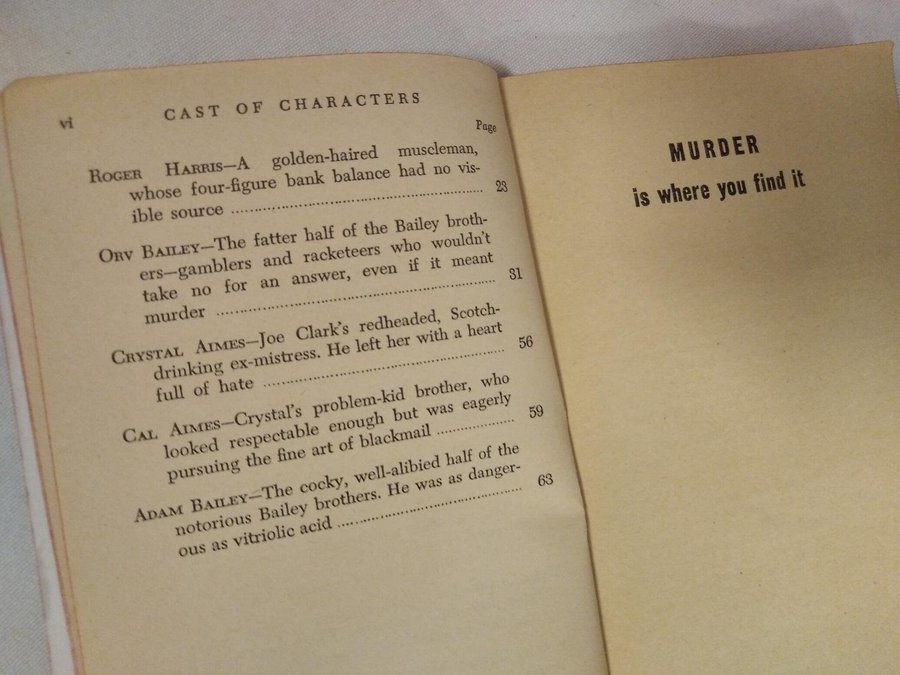 vi
CAST OF CHARACTERS
Page
ROGER HARRIS—A golden-haired muscleman,
whose four-figure bank balance had no vis-
ible source ........................................ 23
ORV BAILEY—The fatter half of the Bailey broth-
ers—gamblers and racketeers who wouldn't
take no for an answer, even if it meant
murder ........................................ 31
CRYSTAL AIMES—Joe Clark's redheaded, Scotch-
drinking ex-mistress. He left her with a heart
full of hate ........................................ 56
CAL AIMES—Crystal's problem-kid brother, who
looked respectable enough but was eagerly
pursuing the fine art of blackmail ................ 59
ADAM BAILEY—The cocky, well-alibied half of the
notorious Bailey brothers. He was as danger-
ous as vitriolic acid ................................ 63
MURDER
is where you find it